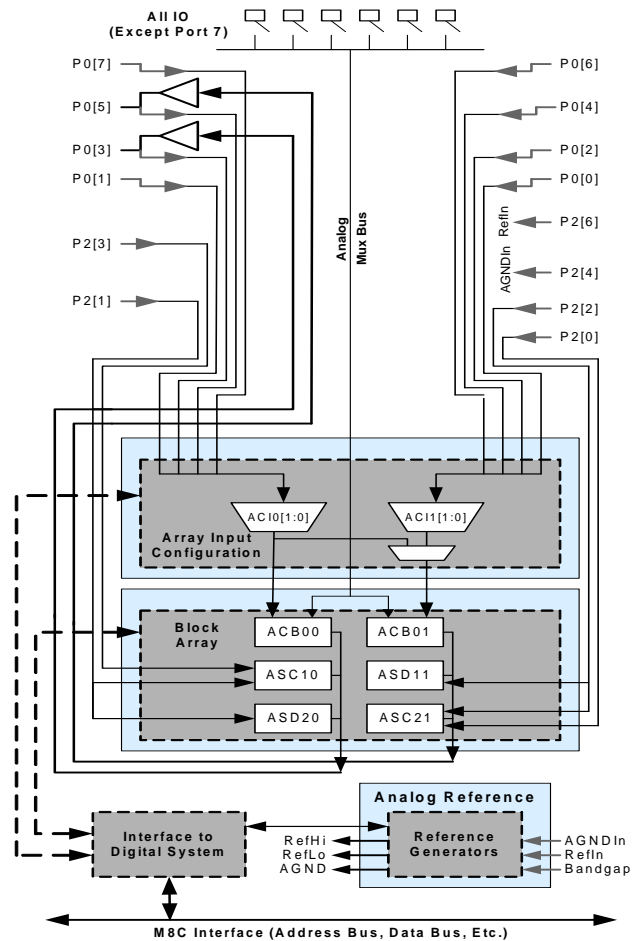 All IO
(Except Port 7)
P0[7]
P0[5]
P0[3]
P0[1]
P2[3]
P2[1]
P0[6]
P0[4]
P0[2]
P0[0]
P2[6]
P2[4]
P2[2]
P2[0]
AGNDIn RefIn
Analog
Mux Bus
ACI0[1:0]
ACI1[1:0]
Array Input
Configuration
Block
Array
ACB00
ACB01
ASC10
ASD11
ASD20
ASC21
Analog Reference
Interface to
Digital System
RefHi
RefLo
AGND
Reference
Generators
AGNDIn
RefIn
Bandgap
M8C Interface (Address Bus, Data Bus, Etc.)